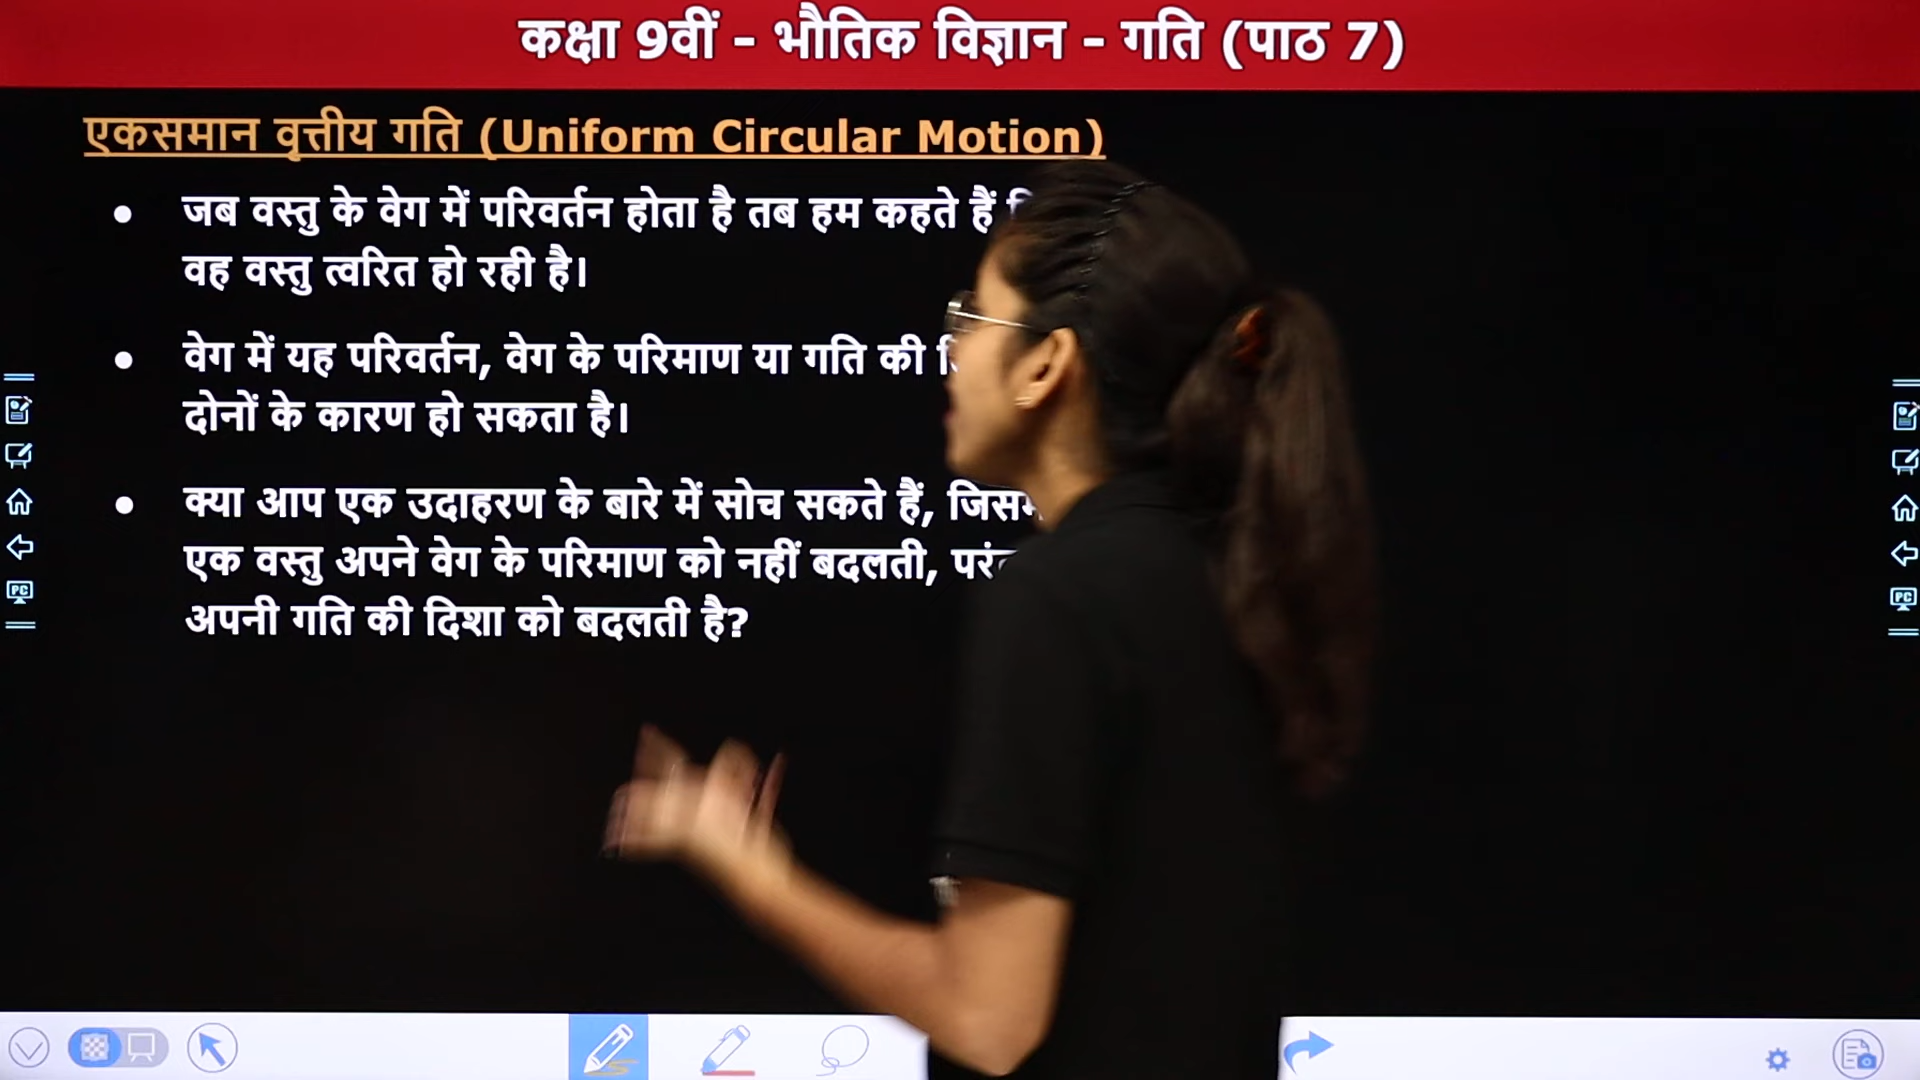 कक्षा 9वीं - भौतिक विज्ञान - गति (पाठ 7)
एकसमान वृत्तीय गति (Uniform Circular Motion)
• जब वस्तु के वेग में परिवर्तन होता है तब हम कहते हैं
वह वस्तु त्वरित हो रही है।
• वेग में यह परिवर्तन, वेग के परिमाण या गति की
दोनों के कारण हो सकता है।
• क्या आप एक उदाहरण के बारे में सोच सकते हैं,
एक वस्तु अपने वेग के परिमाण को नहीं बदलती,
अपनी गति की दिशा को बदलती है?
PC
PC